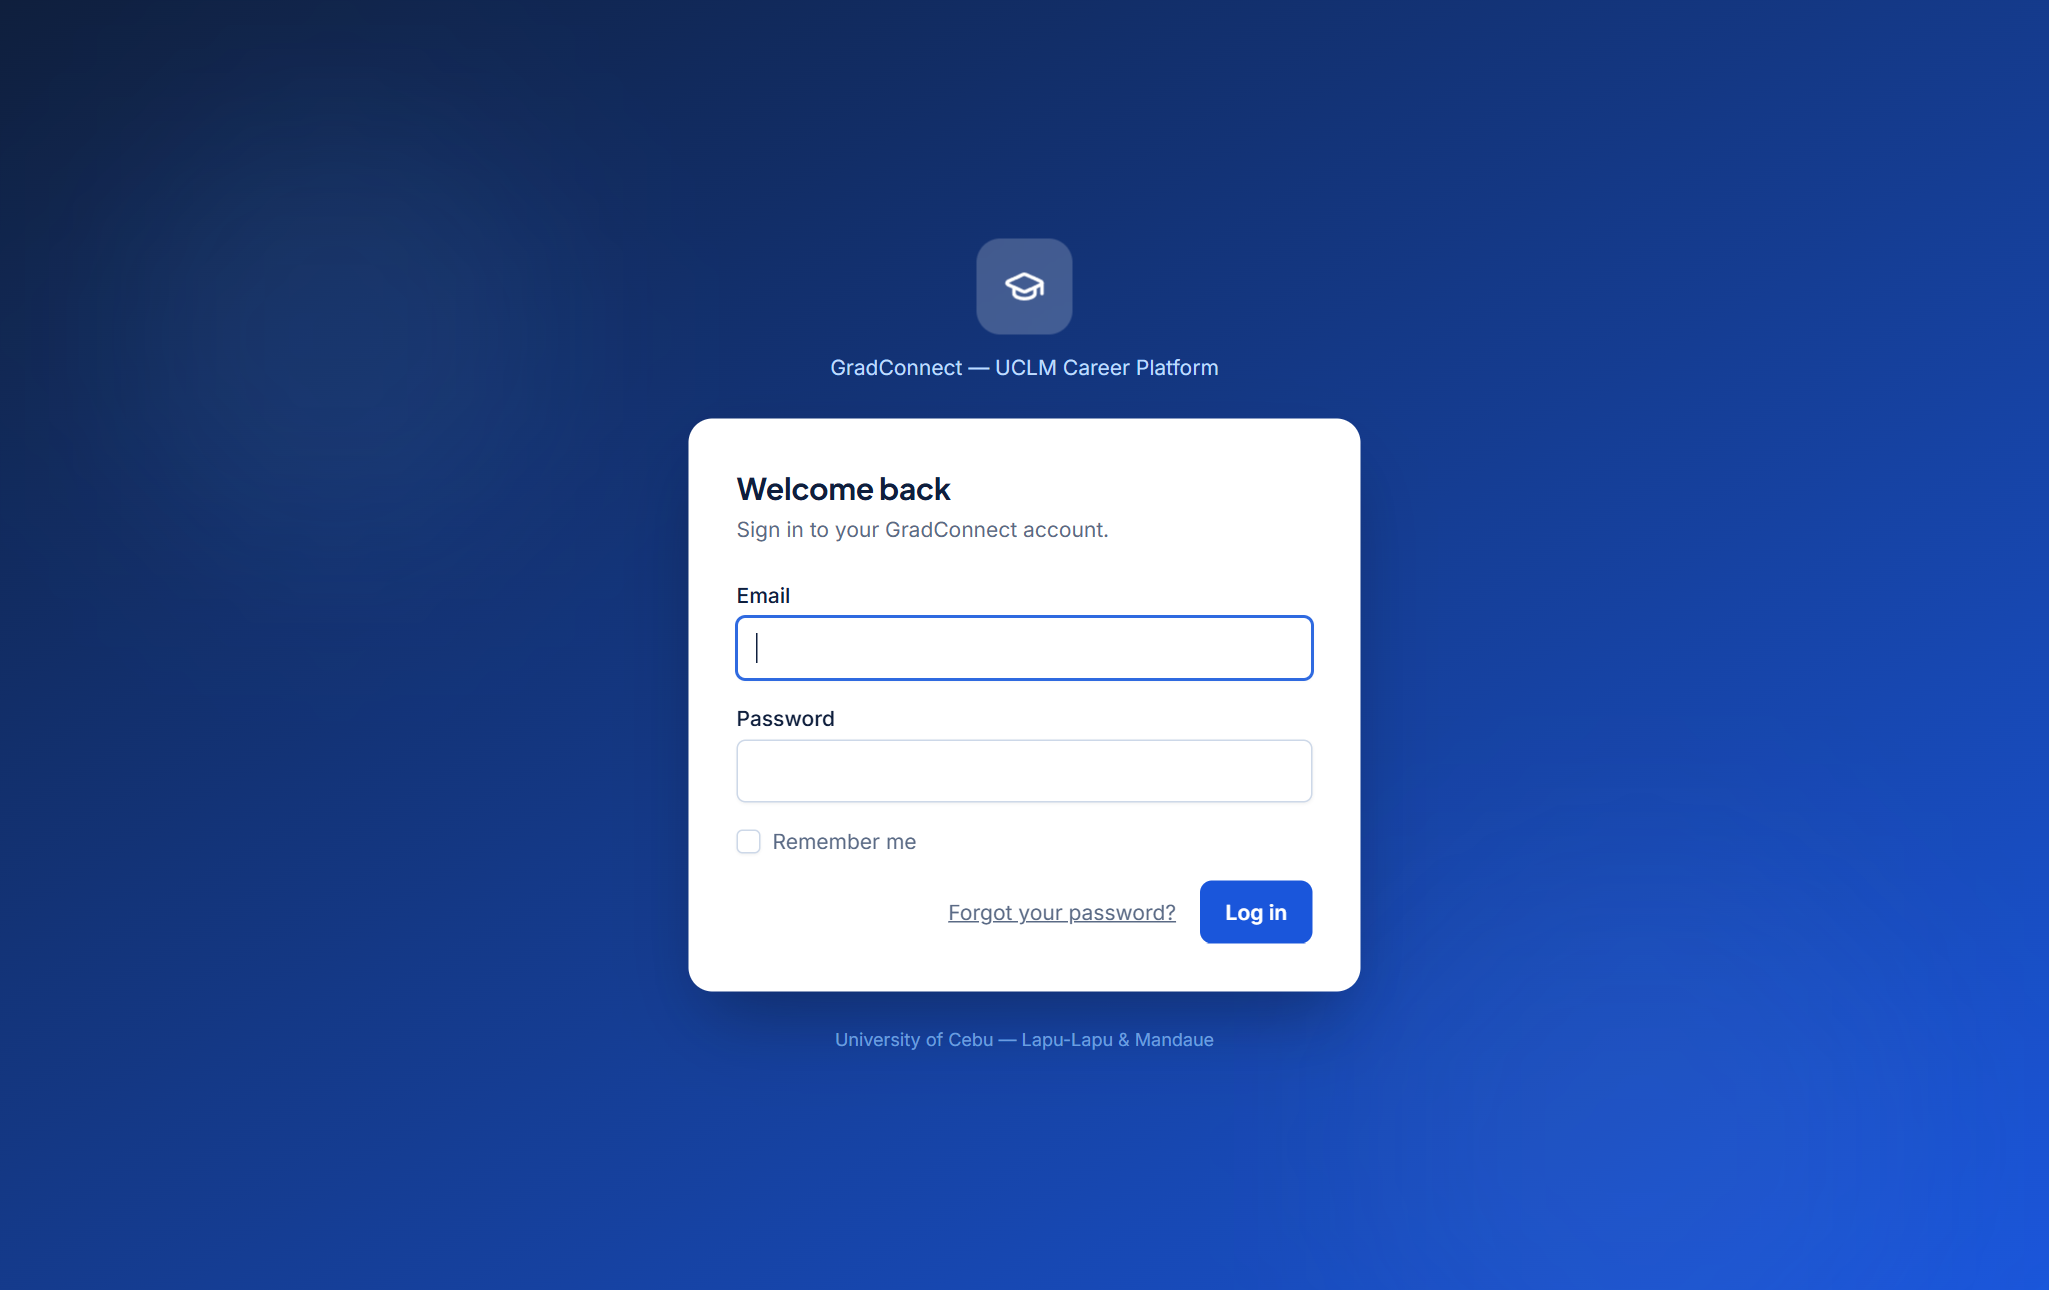 GradConnect — UCLM Career Platform
Welcome back
Sign in to your GradConnect account.
Email
Password
Remember me
Forgot your password?
Log in
University of Cebu — Lapu-Lapu & Mandaue